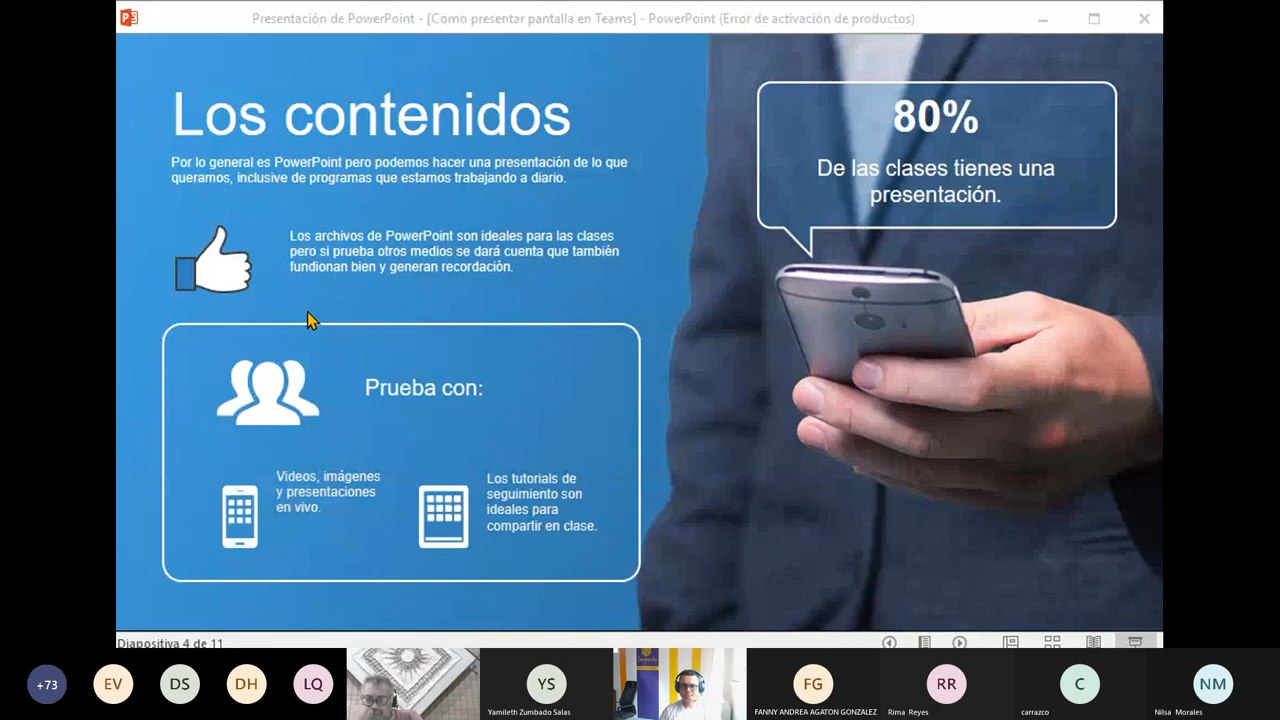 Presentación de PowerPoint - [Como presentar pantalla en Teams] - PowerPoint (Error de activación de productos)
Los contenidos
Por lo general es PowerPoint pero podemos hacer una presentación de lo que
queramos, inclusive de programas que estamos trabajando a diario.
Los archivos de PowerPoint son ideales para las clases
pero si prueba otros medios se dará cuenta que también
fundionan bien y generan recordación.
Prueba con:
Videos, imágenes
y presentaciones
en vivo.
Los tutorials de
seguimiento son
ideales para
compartir en clase.
80%
De las clases tienes una
presentación.
Diapositiva 4 de 11
+73
EV
DS
DH
LQ
YS
Yamileth Zumbado Salas
FG
FANNY ANDREA AGATON GONZALEZ
RR
Rima Reyes
C
carrazco
NM
Nilsa Morales